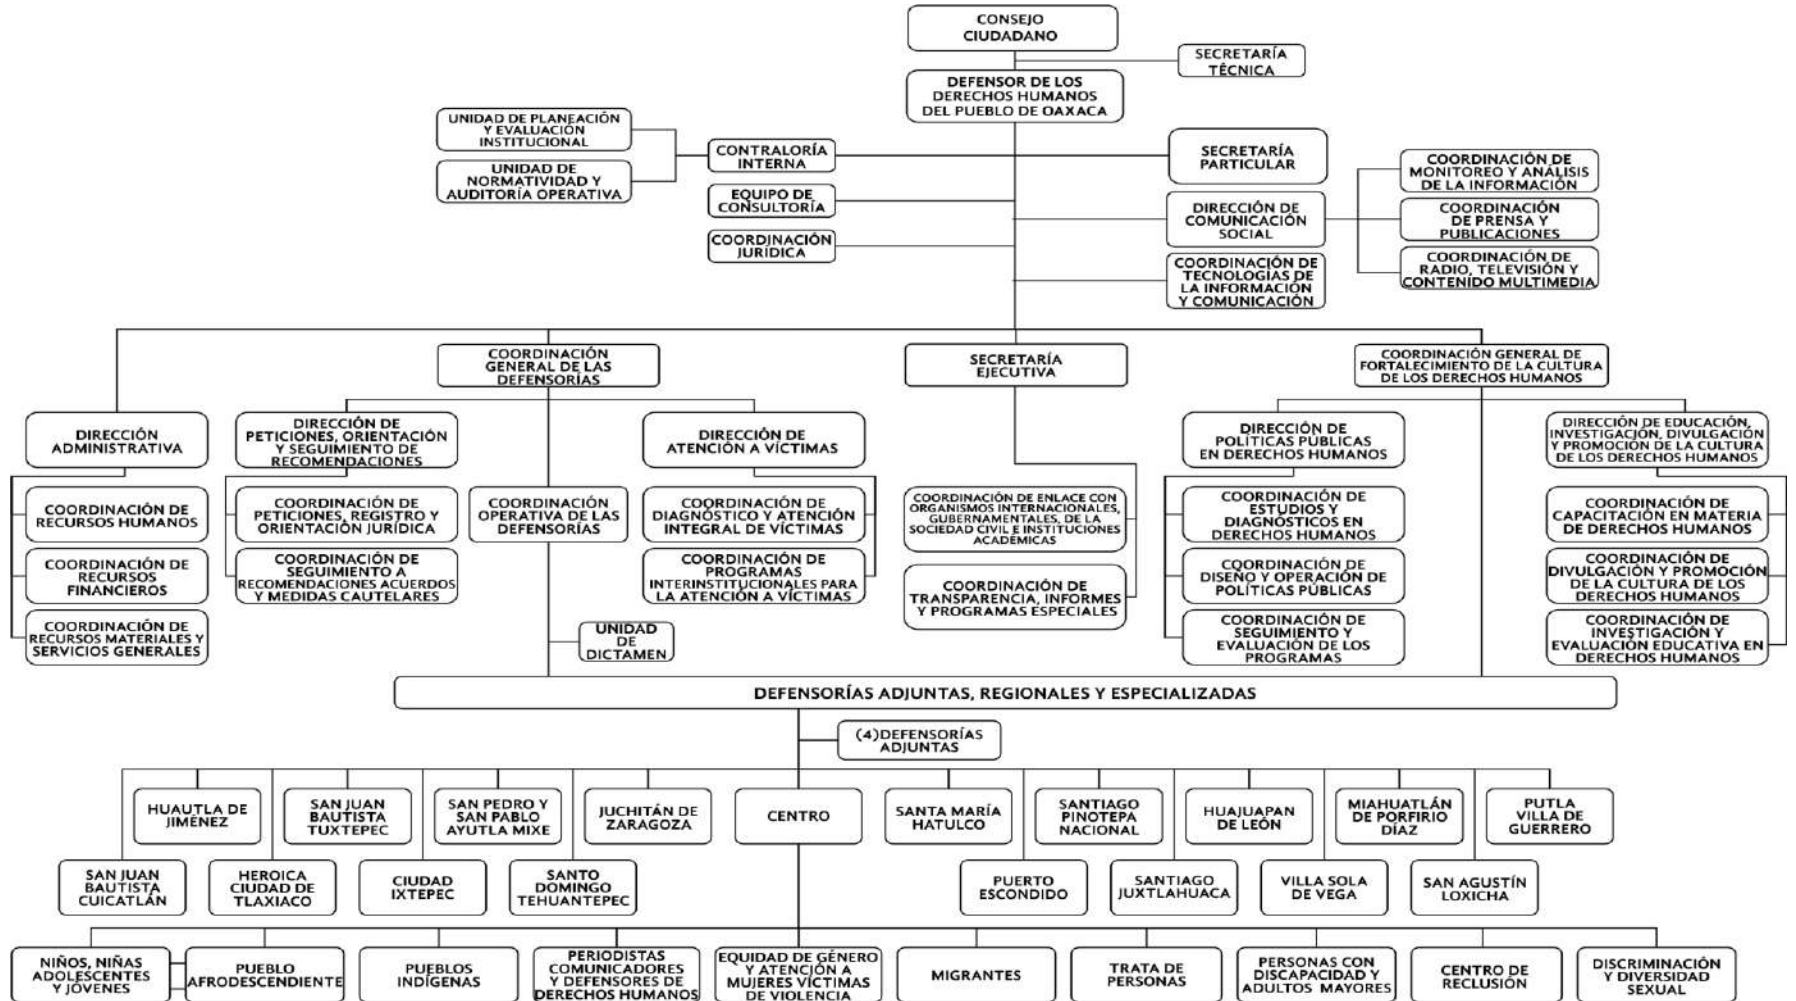 CONSEJO
CIUDADANO
SECRETARÍA
TÉCNICA
DEFENSOR DE LOS
DERECHOS HUMANOS
DEL PUEBLO DE OAXACA
UNIDAD DE PLANEACIÓN
Y EVALUACIÓN
INSTITUCIONAL
UNIDAD DE
NORMATIVIDAD Y
AUDITORÍA OPERATIVA
CONTRALORÍA
INTERNA
EQUIPO DE
CONSULTORÍA
COORDINACIÓN
JURÍDICA
SECRETARÍA
PARTICULAR
DIRECCIÓN DE
COMUNICACIÓN
SOCIAL
COORDINACIÓN DE
TECNOLOGÍAS DE
LA INFORMACIÓN
Y COMUNICACIÓN
COORDINACIÓN DE
MONITOREO Y ANÁLISIS
DE LA INFORMACIÓN
COORDINACIÓN
DE PRENSA Y
PUBLICACIONES
COORDINACIÓN DE
RADIO, TELEVISIÓN Y
CONTENIDO MULTIMEDIA
COORDINACIÓN
GENERAL DE LAS
DEFENSORÍAS
SECRETARÍA
EJECUTIVA
COORDINACIÓN GENERAL DE
FORTALECIMIENTO DE LA CULTURA
DE LOS DERECHOS HUMANOS
DIRECCIÓN
ADMINISTRATIVA
DIRECCIÓN DE
PETICIONES, ORIENTACIÓN
Y SEGUIMIENTO DE
RECOMENDACIONES
DIRECCIÓN DE
ATENCIÓN A VÍCTIMAS
DIRECCIÓN DE
POLÍTICAS PÚBLICAS
EN DERECHOS HUMANOS
DIRECCIÓN DE EDUCACIÓN,
INVESTIGACIÓN, DIVULGACIÓN
Y PROMOCIÓN DE LA CULTURA
DE LOS DERECHOS HUMANOS
COORDINACIÓN DE
RECURSOS HUMANOS
COORDINACIÓN DE
PETICIONES, REGISTRO Y
ORIENTACIÓN JURÍDICA
COORDINACIÓN
OPERATIVA DE LAS
DEFENSORÍAS
COORDINACIÓN DE
DIAGNÓSTICO Y ATENCIÓN
INTEGRAL DE VÍCTIMAS
COORDINACIÓN DE ENLACE CON
ORGANISMOS INTERNACIONALES,
GUBERNAMENTALES, DE LA
SOCIEDAD CIVIL E INSTITUCIONES
ACADÉMICAS
COORDINACIÓN DE
ESTUDIOS Y
DIAGNÓSTICOS EN
DERECHOS HUMANOS
COORDINACIÓN DE
CAPACITACIÓN EN MATERIA
DE DERECHOS HUMANOS
COORDINACIÓN DE
RECURSOS
FINANCIEROS
COORDINACIÓN DE
SEGUIMIENTO A
RECOMENDACIONES ACUERDOS
Y MEDIDAS CAUTELARES
COORDINACIÓN DE
PROGRAMAS
INTERINSTITUCIONALES PARA
LA ATENCIÓN A VÍCTIMAS
COORDINACIÓN DE
TRANSPARENCIA, INFORMES
Y PROGRAMAS ESPECIALES
COORDINACIÓN DE
DISEÑO Y OPERACIÓN DE
POLÍTICAS PÚBLICAS
COORDINACIÓN DE
DIVULGACIÓN Y PROMOCIÓN
DE LA CULTURA DE LOS
DERECHOS HUMANOS
COORDINACIÓN DE
RECURSOS MATERIALES Y
SERVICIOS GENERALES
UNIDAD
DE
DICTAMEN
COORDINACIÓN DE
SEGUIMIENTO Y
EVALUACIÓN DE LOS
PROGRAMAS
COORDINACIÓN DE
INVESTIGACIÓN Y
EVALUACIÓN EDUCATIVA EN
DERECHOS HUMANOS
DEFENSORÍAS ADJUNTAS, REGIONALES Y ESPECIALIZADAS
(4)DEFENSORÍAS
ADJUNTAS
HUAUTLA DE
JIMÉNEZ
SAN JUAN
BAUTISTA
TUXTEPEC
SAN PEDRO Y
SAN PABLO
AYUTLA MIXE
JUCHITÁN DE
ZARAGOZA
CENTRO
SANTA MARÍA
HATULCO
SANTIAGO
PINOTEPA
NACIONAL
HUAJUAPAN
DE LEÓN
MIAHUATLÁN
DE PORFIRIO
DÍAZ
PUTLA
VILLA DE
GUERRERO
SAN JUAN
BAUTISTA
CUICATLÁN
HEROICA
CIUDAD DE
TLAXIACO
CIUDAD
IXTEPEC
SANTO
DOMINGO
TEHUANTEPEC
PUERTO
ESCONDIDO
SANTIAGO
JUXTLAHUACA
VILLA SOLA
DE VEGA
SAN AGUSTÍN
LOXICHA
NIÑOS, NIÑAS
ADOLESCENTES
Y JÓVENES
PUEBLO
AFRODESCENDIENTE
PUEBLOS
INDÍGENAS
PERIODISTAS
COMUNICADORES
Y DEFENSORES DE
DERECHOS HUMANOS
EQUIDAD DE GÉNERO
Y ATENCIÓN A
MUJERES VÍCTIMAS
DE VIOLENCIA
MIGRANTES
TRATA DE
PERSONAS
PERSONAS CON
DISCAPACIDAD Y
ADULTOS MAYORES
CENTRO DE
RECLUSIÓN
DISCRIMINACIÓN
Y DIVERSIDAD
SEXUAL